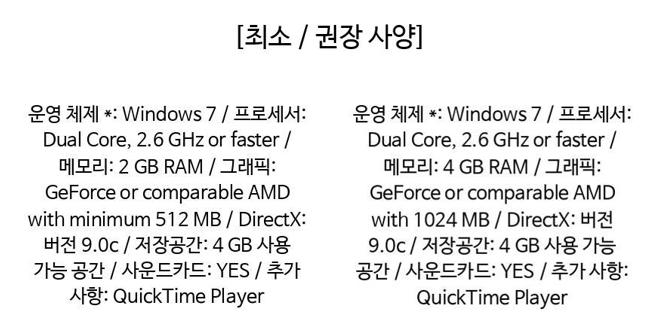 [최소 / 권장 사양]
운영 체제 *: Windows 7 / 프로세서:
Dual Core, 2.6 GHz or faster /
메모리: 2 GB RAM / 그래픽:
GeForce or comparable AMD
with minimum 512 MB / DirectX:
버전 9.0c / 저장공간: 4 GB 사용
가능 공간 / 사운드카드: YES / 추가
사항: QuickTime Player
운영 체제 *: Windows 7 / 프로세서:
Dual Core, 2.6 GHz or faster /
메모리: 4 GB RAM / 그래픽:
GeForce or comparable AMD
with 1024 MB / DirectX: 버전
9.0c / 저장공간: 4 GB 사용 가능
공간 / 사운드카드: YES / 추가 사항:
QuickTime Player